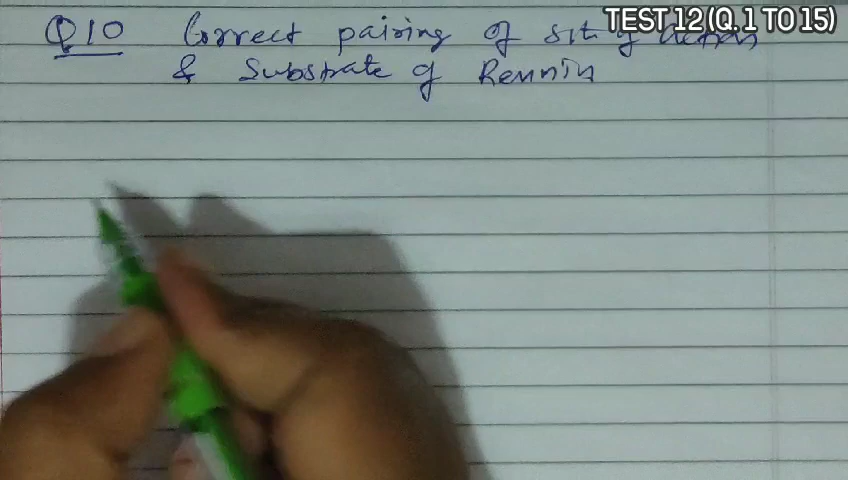 TEST 12 (Q. 1 TO 15)
Q10 Correct pairing of site of action
& Substrate of Rennin